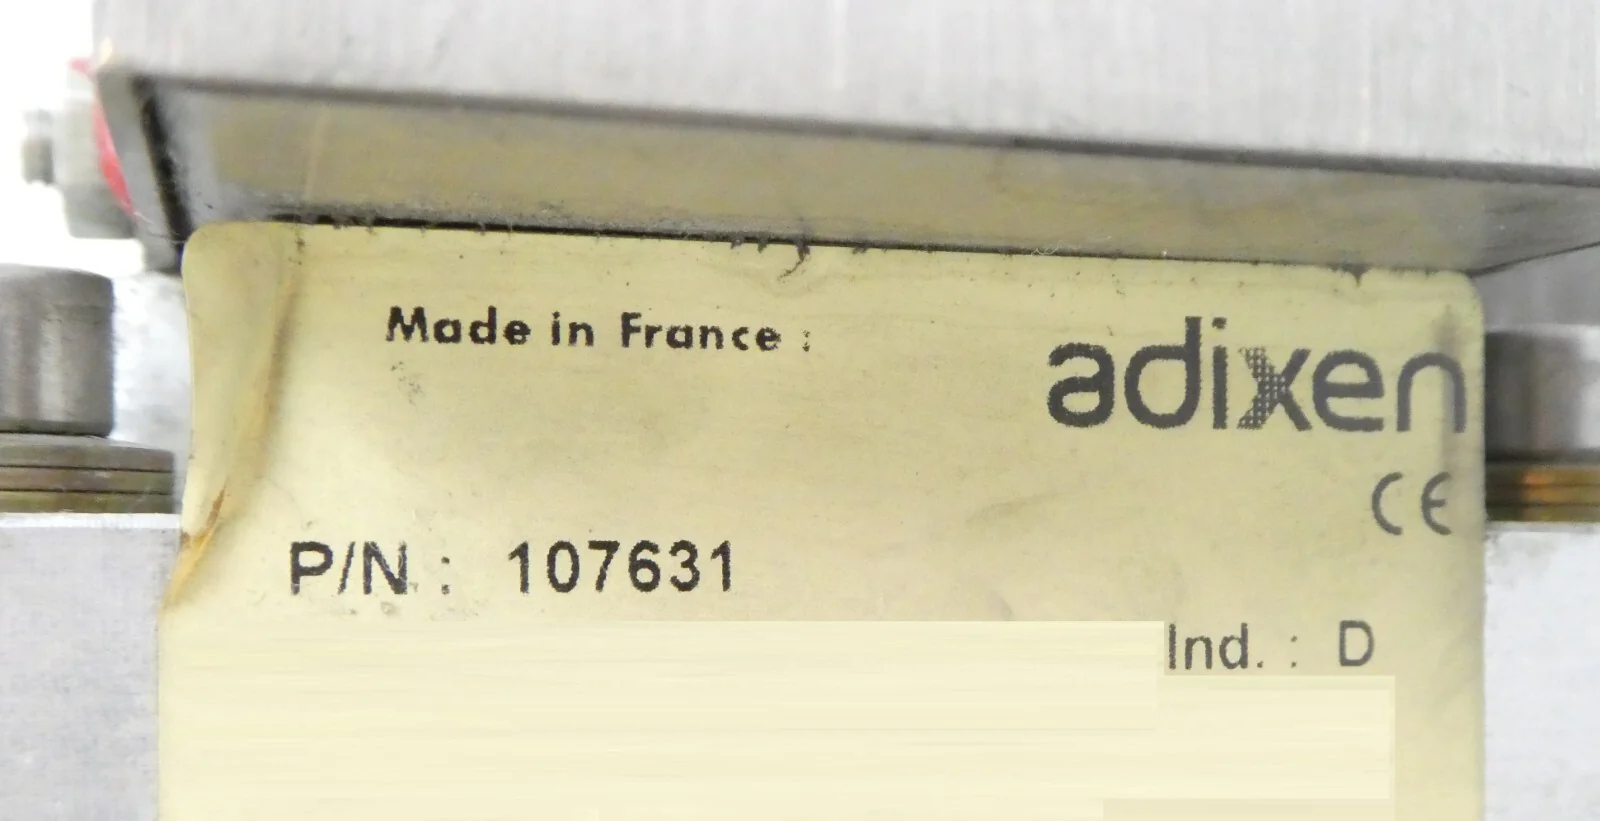 Made in France :
adixen
CE
P/N : 107631
Ind. : D